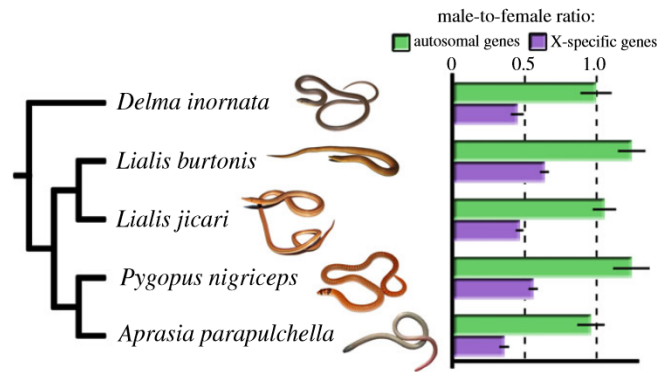 male-to-female ratio:
autosomal genes X-specific genes
0 0.5 1.0
Delma inornata
Lialis burtonis
Lialis jicari
Pygopus nigriceps
Aprasia parapulchella